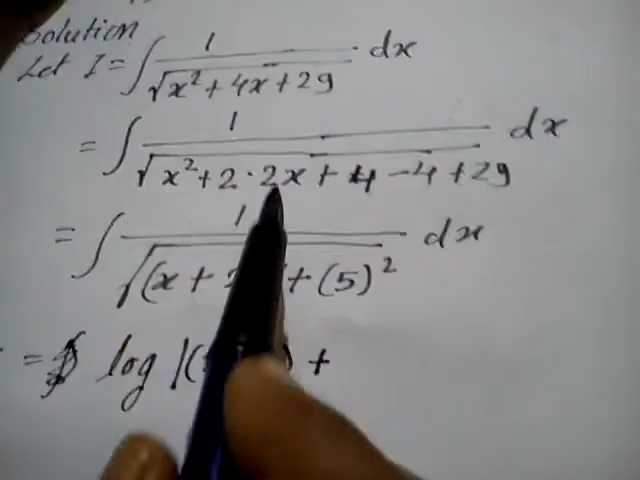 Solution
Let I = ∫ 1/√(x² + 4x + 29) dx
= ∫ 1/√(x² + 2 · 2x + 4 - 4 + 29) dx
= ∫ 1/√((x + + (5)²) dx
= log |( ) +